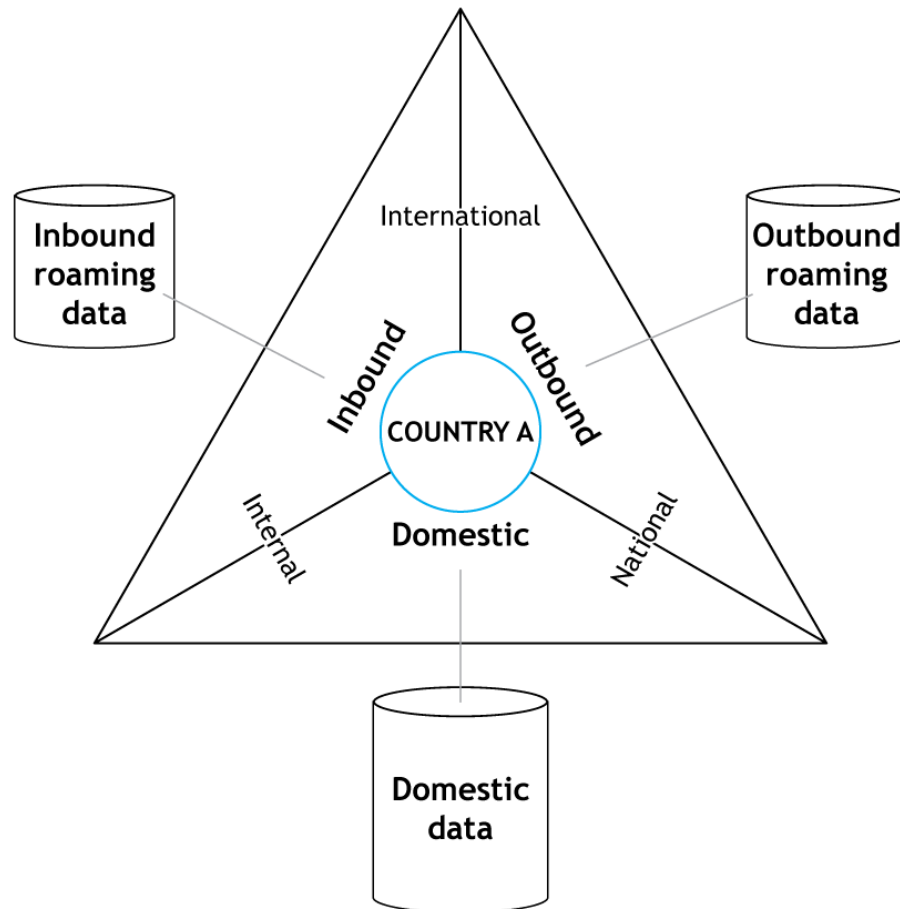 International
Inbound
roaming
data
Outbound
roaming
data
Inbound
Outbound
COUNTRY A
Internal
Domestic
National
Domestic
data